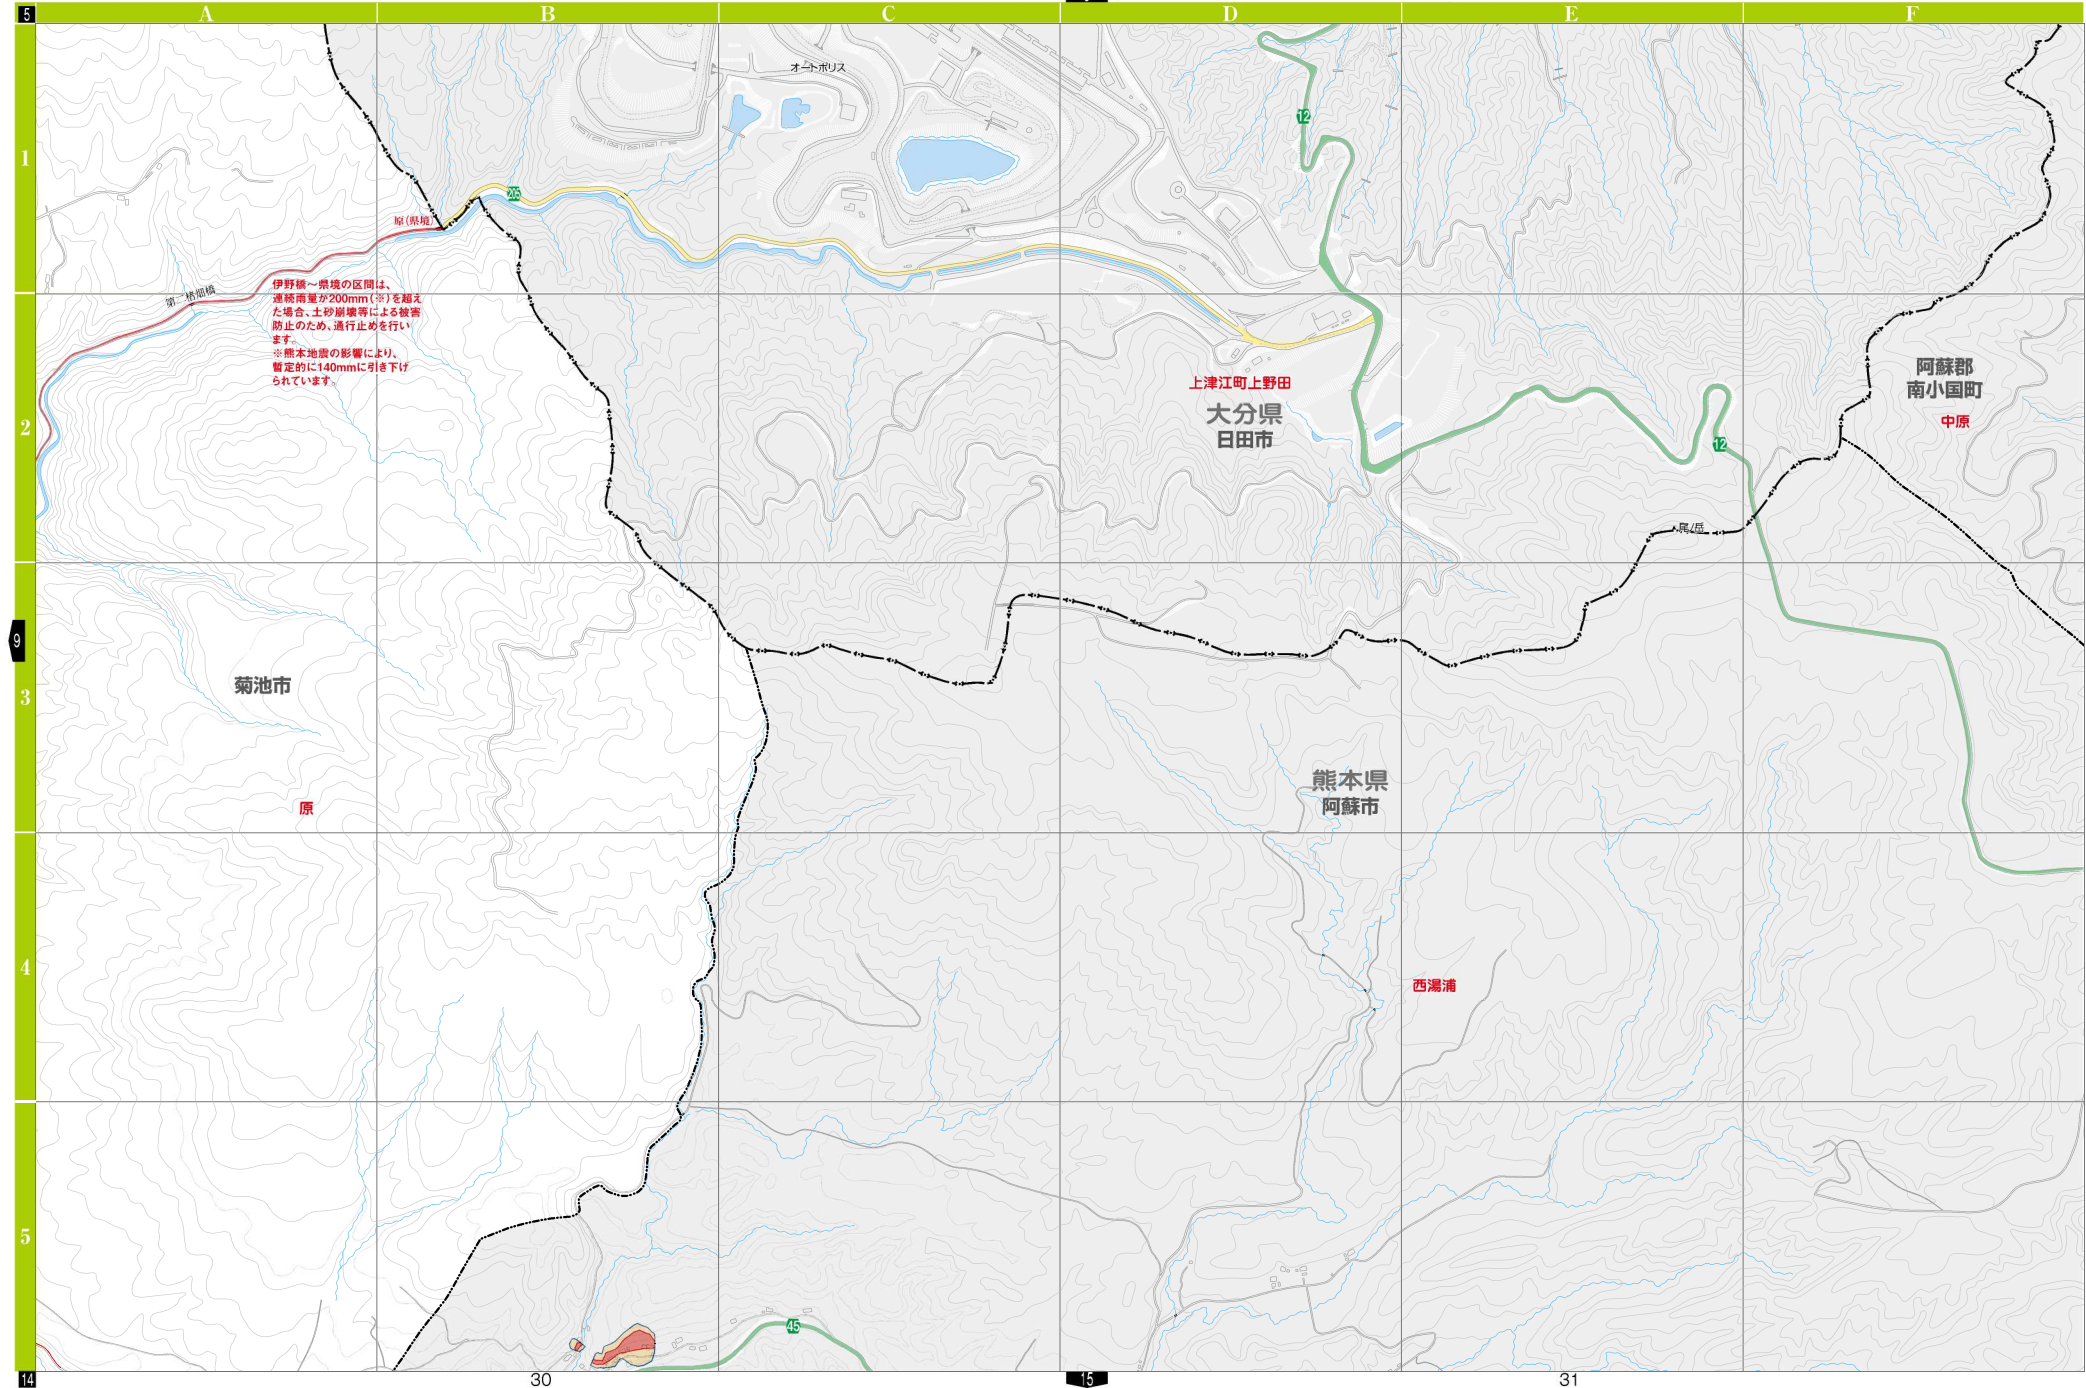 5
A
B
C
D
E
F
オートポリス
12
1
205
原(県境)
第一栃畑橋
伊野橋～県境の区間は、
連続雨量が200mm(※)を超え
た場合、土砂崩壊等による被害
防止のため、通行止めを行い
ます。
※熊本地震の影響により、
暫定的に140mmに引き下げ
られています。
上津江町上野田
大分県
日田市
阿蘇郡
南小国町
中原
2
12
尾ノ岳
9
菊池市
3
熊本県
阿蘇市
原
4
西湯浦
5
45
14
30
15
31